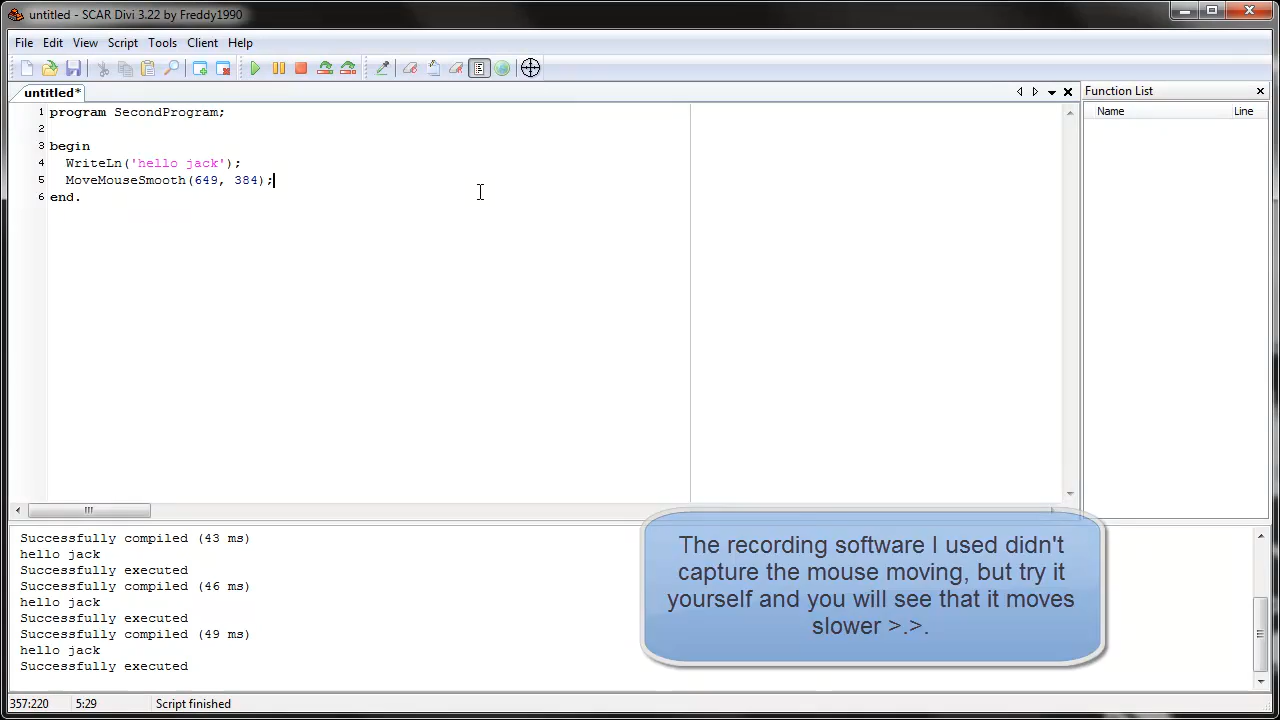 untitled - SCAR Divi 3.22 by Freddy1990
File Edit View Script Tools Client Help
untitled*
Function List
Name Line
1 program SecondProgram;
2
3 begin
4 WriteLn('hello jack');
5 MoveMouseSmooth(649, 384);
6 end.
Successfully compiled (43 ms)
hello jack
Successfully executed
Successfully compiled (46 ms)
hello jack
Successfully executed
Successfully compiled (49 ms)
hello jack
Successfully executed
The recording software I used didn't
capture the mouse moving, but try it
yourself and you will see that it moves
slower >.>.
357:220 5:29 Script finished